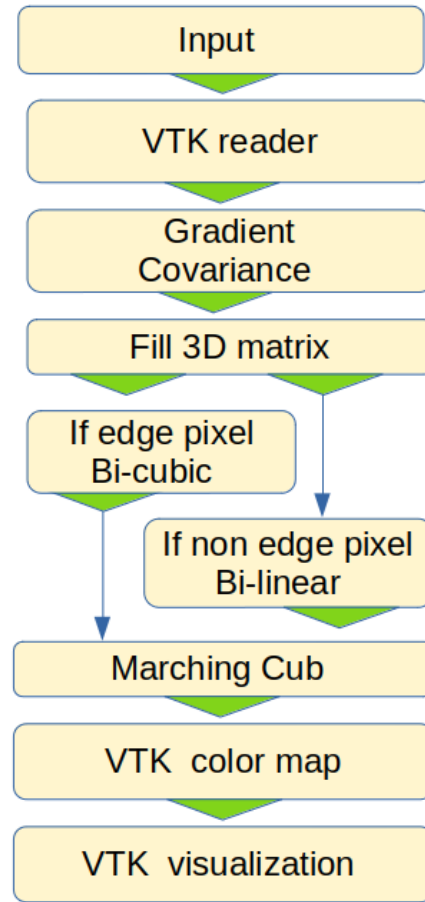 Input
VTK reader
Gradient
Covariance
Fill 3D matrix
If edge pixel
Bi-cubic
If non edge pixel
Bi-linear
Marching Cub
VTK color map
VTK visualization